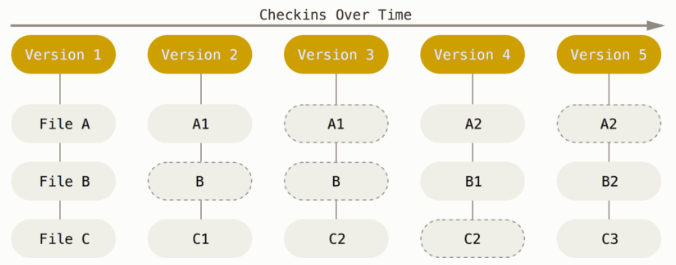 Checkins Over Time
Version 1 Version 2 Version 3 Version 4 Version 5
File A A1 A1 A2 A2
File B B B B1 B2
File C C1 C2 C2 C3